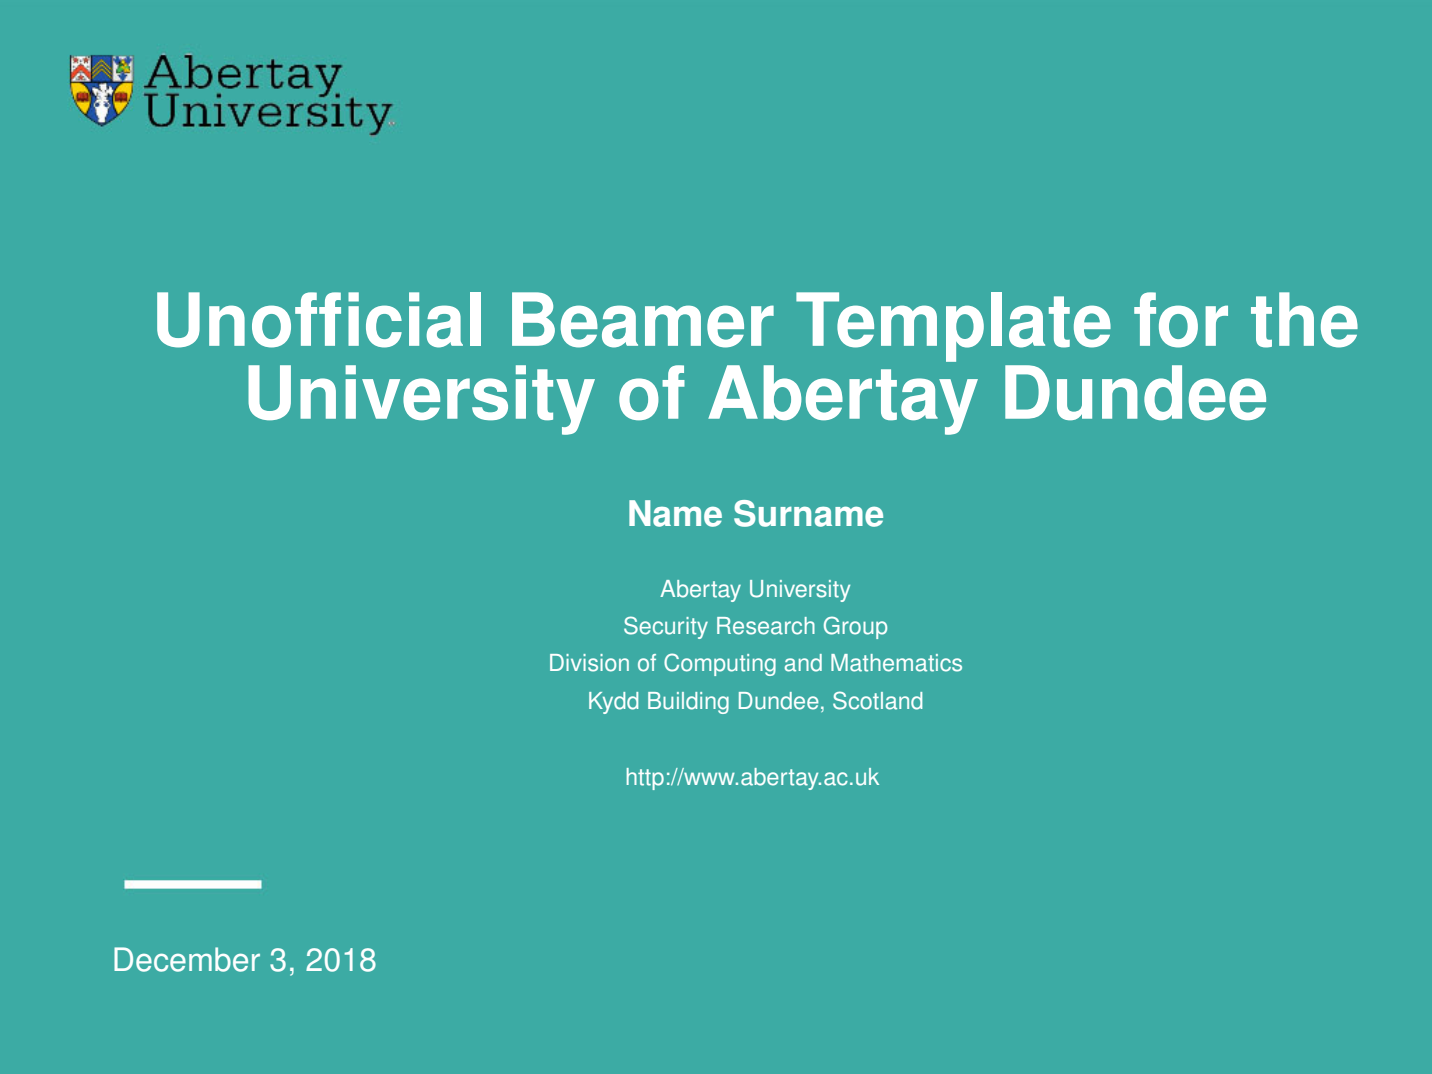 Abertay
University
Unofficial Beamer Template for the
University of Abertay Dundee
Name Surname
Abertay University
Security Research Group
Division of Computing and Mathematics
Kydd Building Dundee, Scotland
http://www.abertay.ac.uk
December 3, 2018